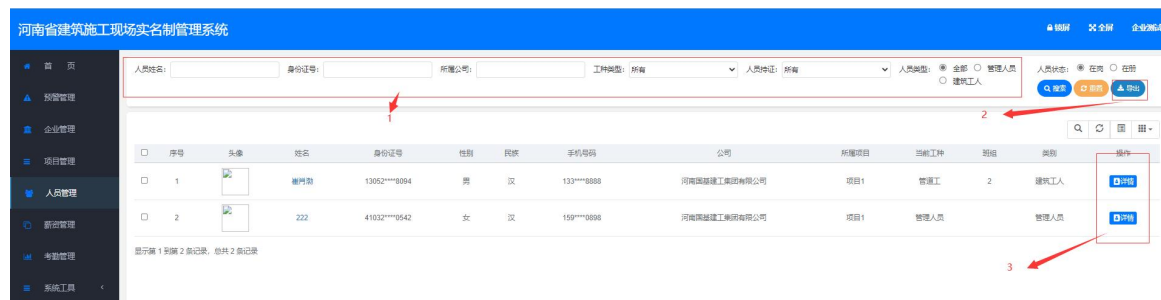 河南省建筑施工现场实名制管理系统
锁屏 全屏 企业测试
首 页
预警管理
企业管理
项目管理
人员管理
薪资管理
考勤管理
系统工具
人员姓名: 身份证号: 所属公司: 工种类型: 所有 人员持证: 所有 人员类型: 全部 管理人员 人员状态: 在岗 在册
建筑工人
搜索 重置 导出
1
2
序号 头像 姓名 身份证号 性别 民族 手机号码 公司 所属项目 当前工种 班组 类别 操作
1 崔丹勃 13052****8094 男 汉 133****8888 河南国基建工集团有限公司 项目1 管道工 2 建筑工人 详情
2 222 41032****0542 女 汉 159****0898 河南国基建工集团有限公司 项目1 管理人员 管理人员 详情
显示第 1 到第 2 条记录, 总共 2 条记录
3